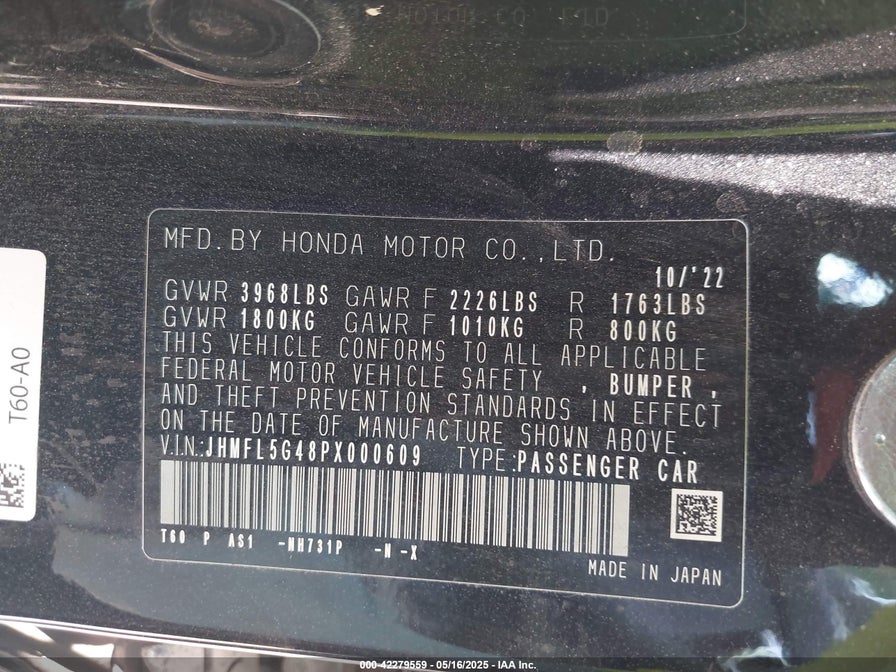 MOTOR CO LTD
MFD. BY HONDA MOTOR CO., LTD.
10/'22
GVWR 3968LBS GAWR F 2226LBS R 1763LBS
GVWR 1800KG GAWR F 1010KG R 800KG
THIS VEHICLE CONFORMS TO ALL APPLICABLE
FEDERAL MOTOR VEHICLE SAFETY , BUMPER ,
AND THEFT PREVENTION STANDARDS IN EFFECT
ON THE DATE OF MANUFACTURE SHOWN ABOVE.
V.I.N.:JHMFL5G48PX000609 TYPE:PASSENGER CAR
T60 P AS1 -NH731P -N -X
MADE IN JAPAN
T60-A0
000-42279559 - 05/16/2025 - IAA Inc.